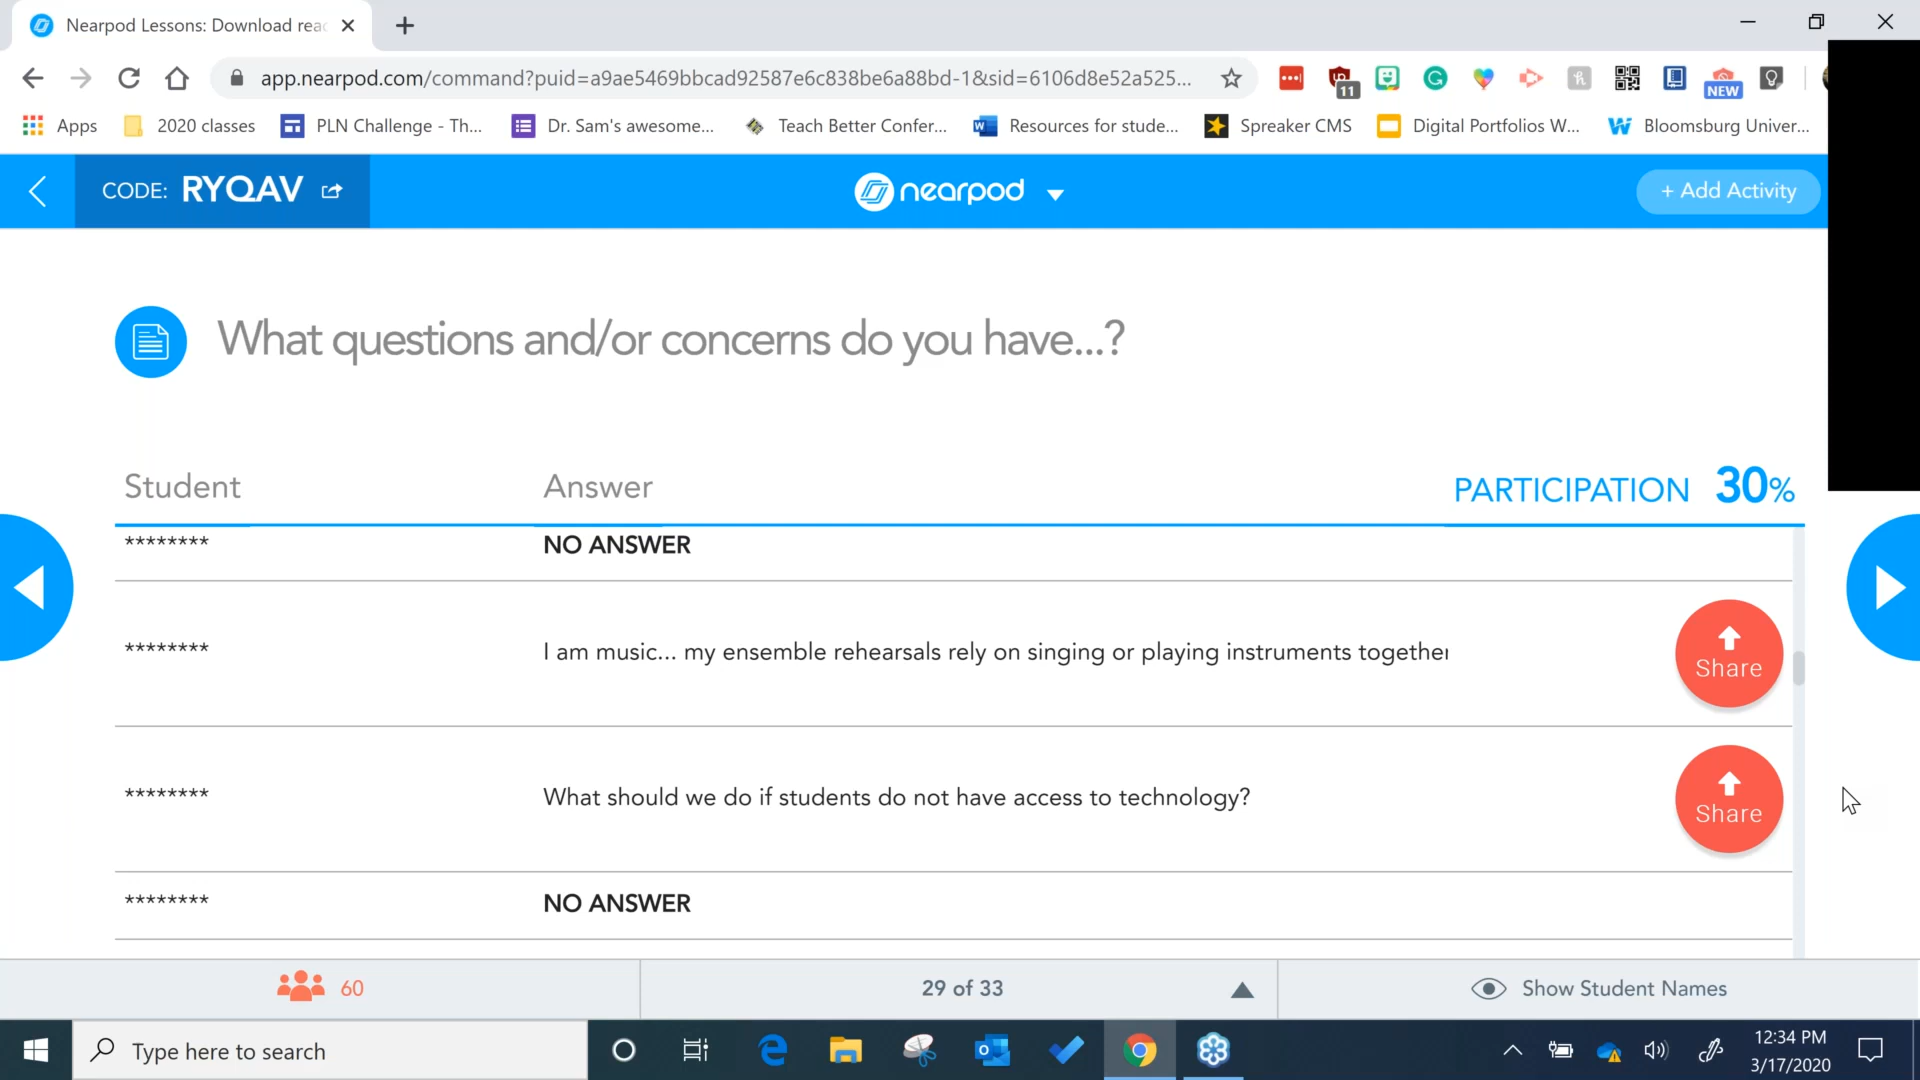 Nearpod Lessons: Download reac
app.nearpod.com/command?puid=a9ae5469bbcad92587e6c838be6a88bd-1&sid=6106d8e52a525...
11
NEW
Apps
2020 classes
PLN Challenge - Th...
Dr. Sam's awesome...
Teach Better Confer...
Resources for stude...
Spreaker CMS
Digital Portfolios W...
Bloomsburg Univer...
CODE: RYQAV
nearpod
+ Add Activity
What questions and/or concerns do you have...?
Student
Answer
PARTICIPATION 30%
******** NO ANSWER
******** I am music... my ensemble rehearsals rely on singing or playing instruments together
Share
******** What should we do if students do not have access to technology?
Share
******** NO ANSWER
60
29 of 33
Show Student Names
Type here to search
12:34 PM
3/17/2020